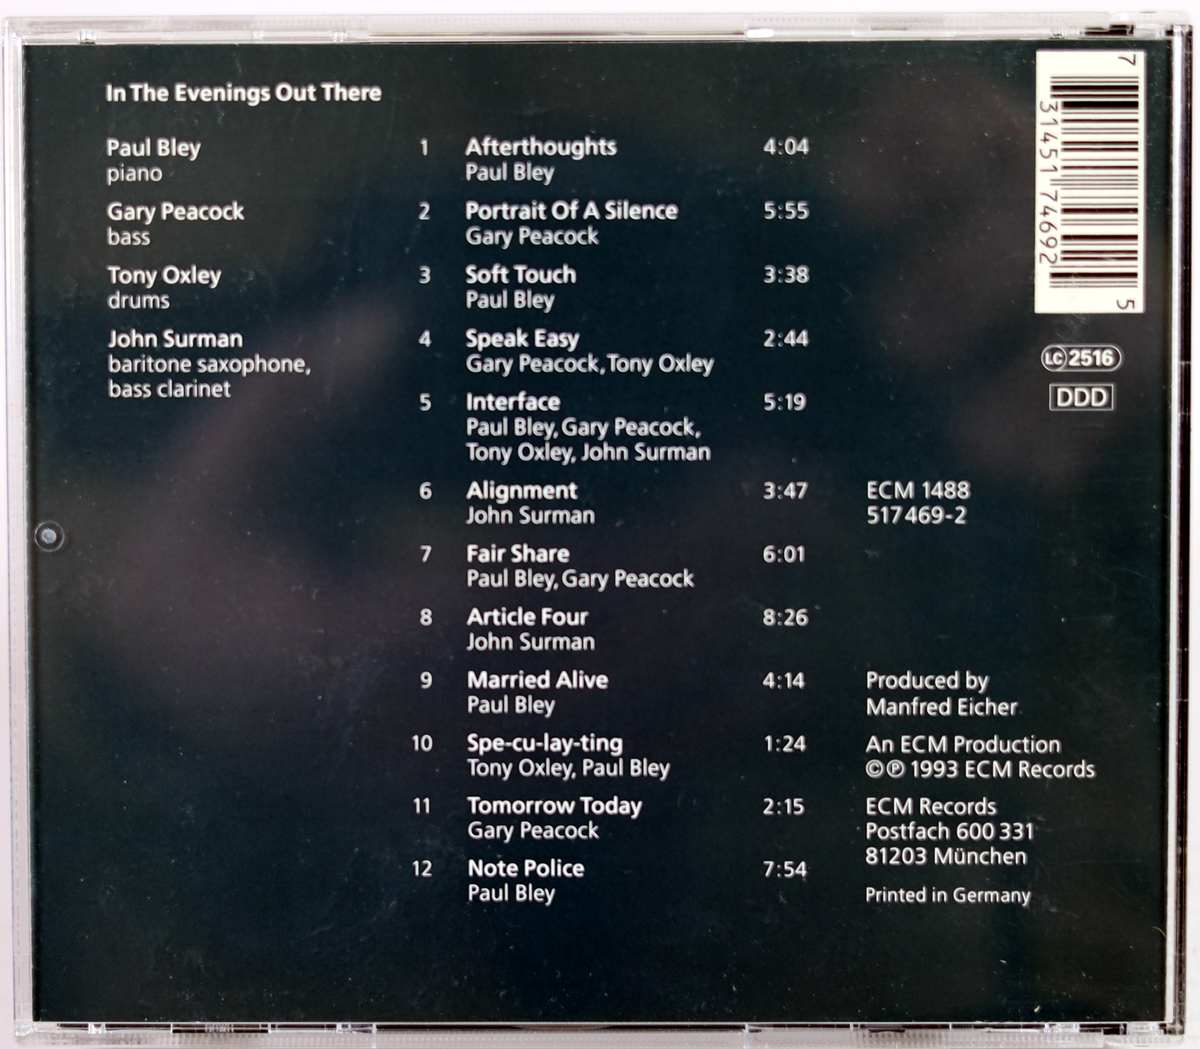 In The Evenings Out There
Paul Bley
piano
Gary Peacock
bass
Tony Oxley
drums
John Surman
baritone saxophone,
bass clarinet
1 Afterthoughts 4:04
Paul Bley
2 Portrait Of A Silence 5:55
Gary Peacock
3 Soft Touch 3:38
Paul Bley
4 Speak Easy 2:44
Gary Peacock, Tony Oxley
5 Interface 5:19
Paul Bley, Gary Peacock,
Tony Oxley, John Surman
6 Alignment 3:47
John Surman
7 Fair Share 6:01
Paul Bley, Gary Peacock
8 Article Four 8:26
John Surman
9 Married Alive 4:14
Paul Bley
10 Spe-cu-lay-ting 1:24
Tony Oxley, Paul Bley
11 Tomorrow Today 2:15
Gary Peacock
12 Note Police 7:54
Paul Bley
7 31451 74692 5
LC 2516
DDD
ECM 1488
517 469-2
Produced by
Manfred Eicher
An ECM Production
©℗ 1993 ECM Records
ECM Records
Postfach 600 331
81203 München
Printed in Germany